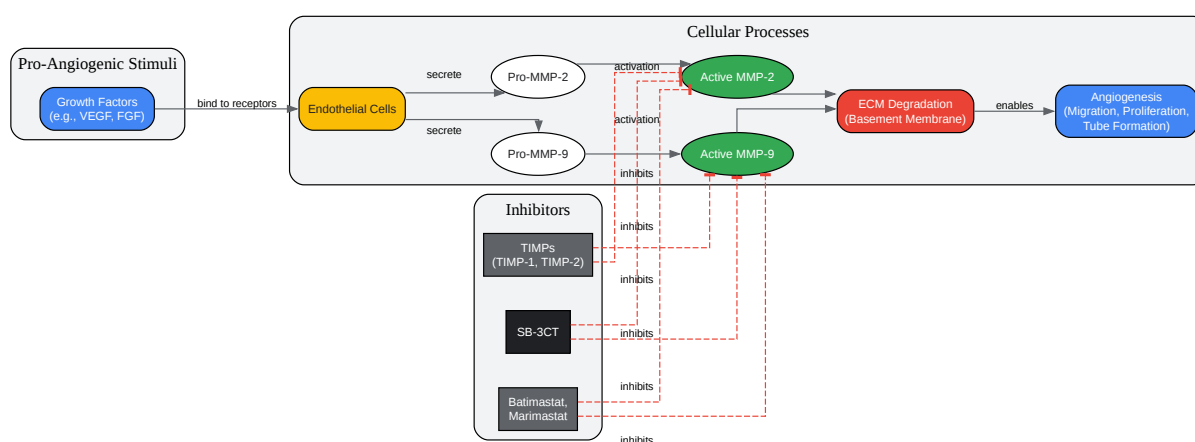 Cellular Processes
Pro-Angiogenic Stimuli
Growth Factors
(e.g., VEGF, FGF)
bind to receptors
Endothelial Cells
secrete
secrete
Pro-MMP-2
Pro-MMP-9
activation
activation
Active MMP-2
Active MMP-9
ECM Degradation
(Basement Membrane)
enables
Angiogenesis
(Migration, Proliferation,
Tube Formation)
Inhibitors
TIMPs
(TIMP-1, TIMP-2)
SB-3CT
Batimastat,
Marimastat
inhibits
inhibits
inhibits
inhibits
inhibits
inhibits